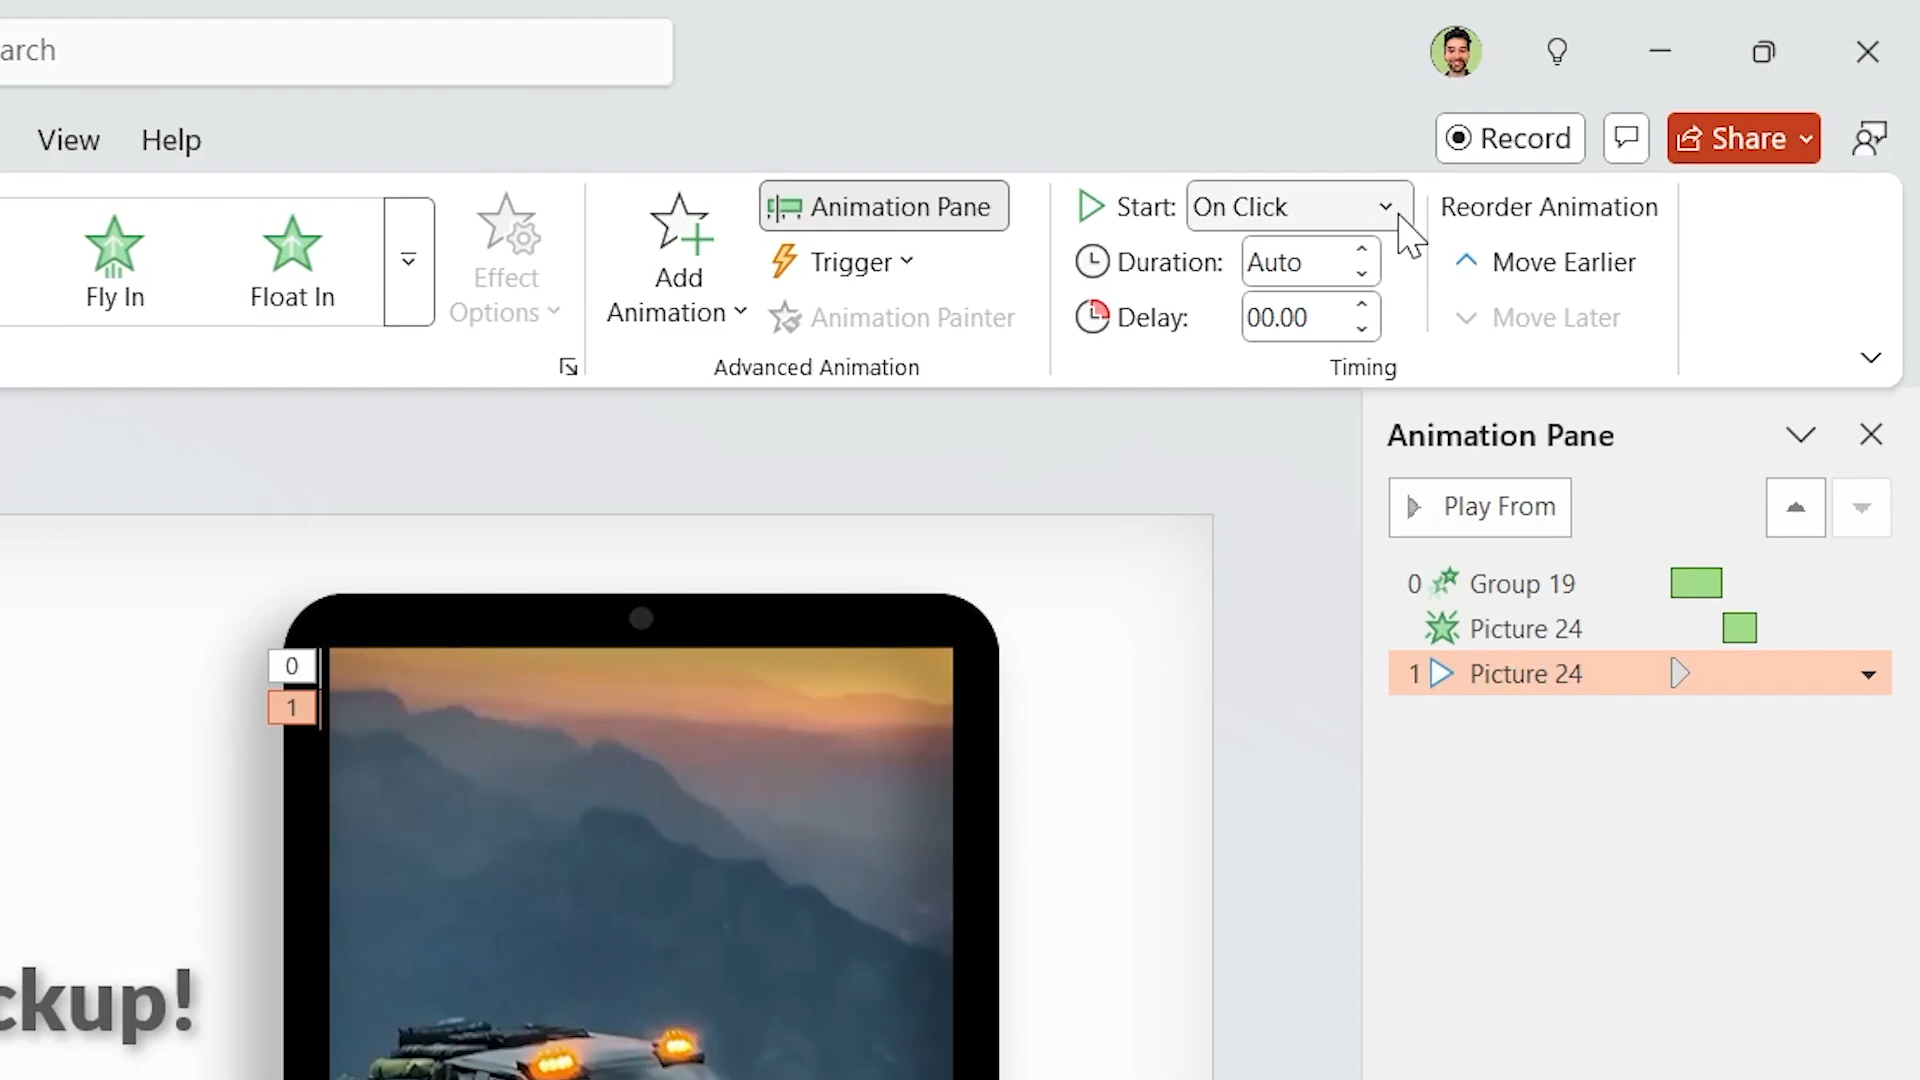 arch
View Help Record Share
Fly In
Float In
Effect
Options
Add
Animation
Animation Pane
Trigger
Animation Painter
Advanced Animation
Start: On Click
Duration: Auto
Delay: 00.00
Timing
Reorder Animation
Move Earlier
Move Later
Animation Pane
Play From
0 Group 19
Picture 24
1 Picture 24
0
1
ckup!